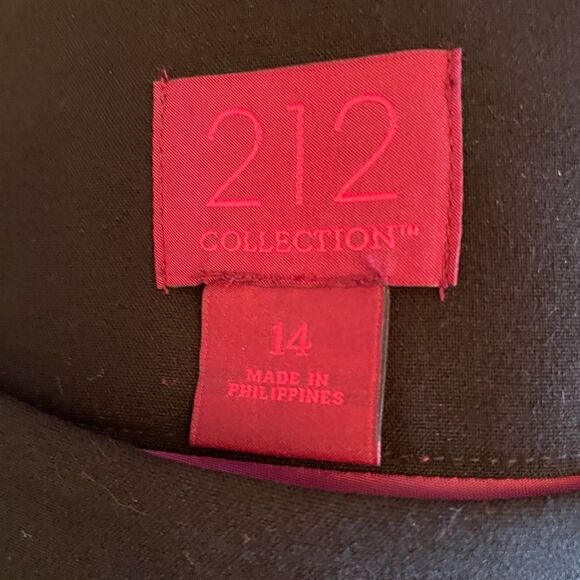 212
COLLECTION™
14
MADE IN
PHILIPPINES